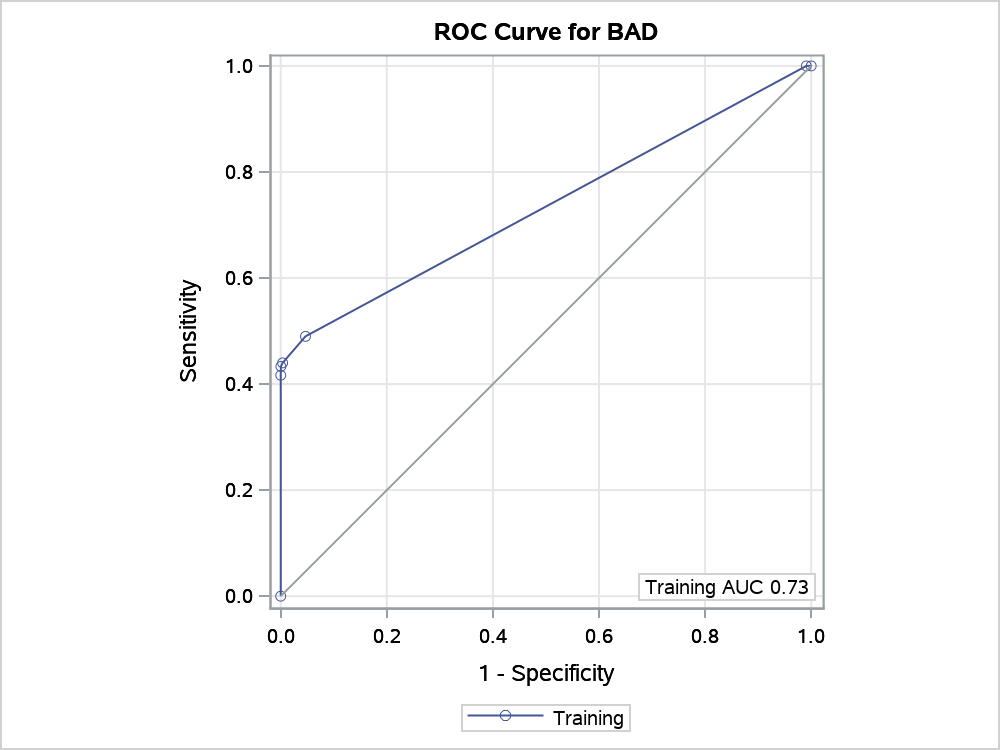 ROC Curve for BAD
1.0
0.8
0.6
0.4
0.2
0.0
Sensitivity
Training AUC 0.73
0.0 0.2 0.4 0.6 0.8 1.0
1 - Specificity
Training